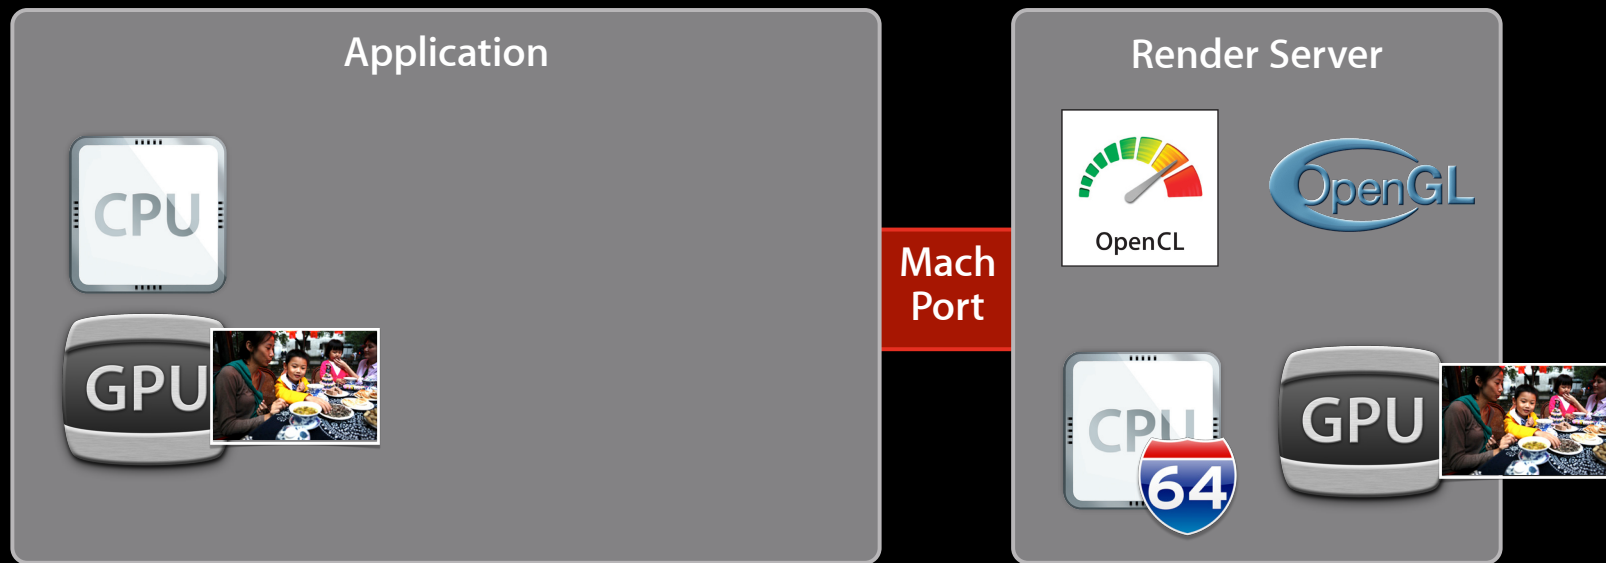 Application
CPU
GPU
Mach
Port
Render Server
OpenCL
OpenGL
CPU
64
GPU